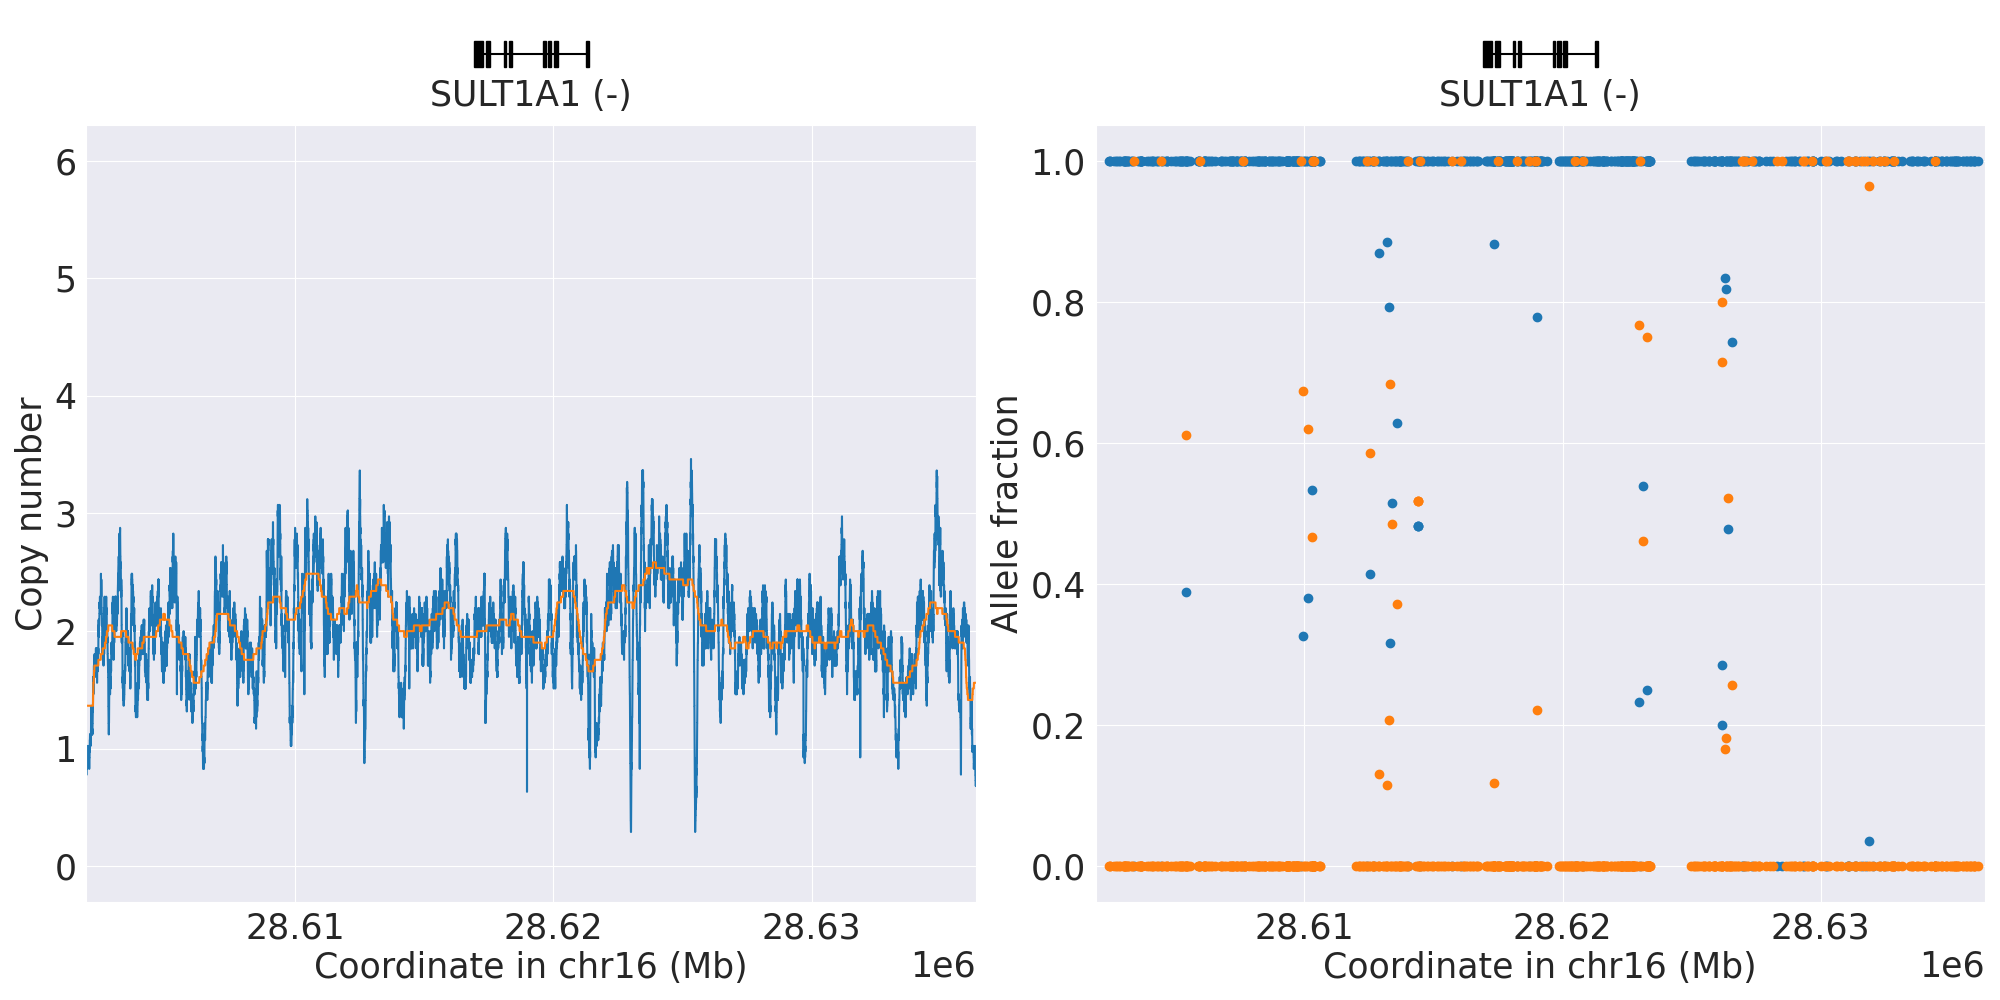 SULT1A1 (-)
6
5
4
3
2
1
0
Copy number
28.61
28.62
28.63
Coordinate in chr16 (Mb)
1e6
SULT1A1 (-)
1.0
0.8
0.6
0.4
0.2
0.0
Allele fraction
28.61
28.62
28.63
Coordinate in chr16 (Mb)
1e6